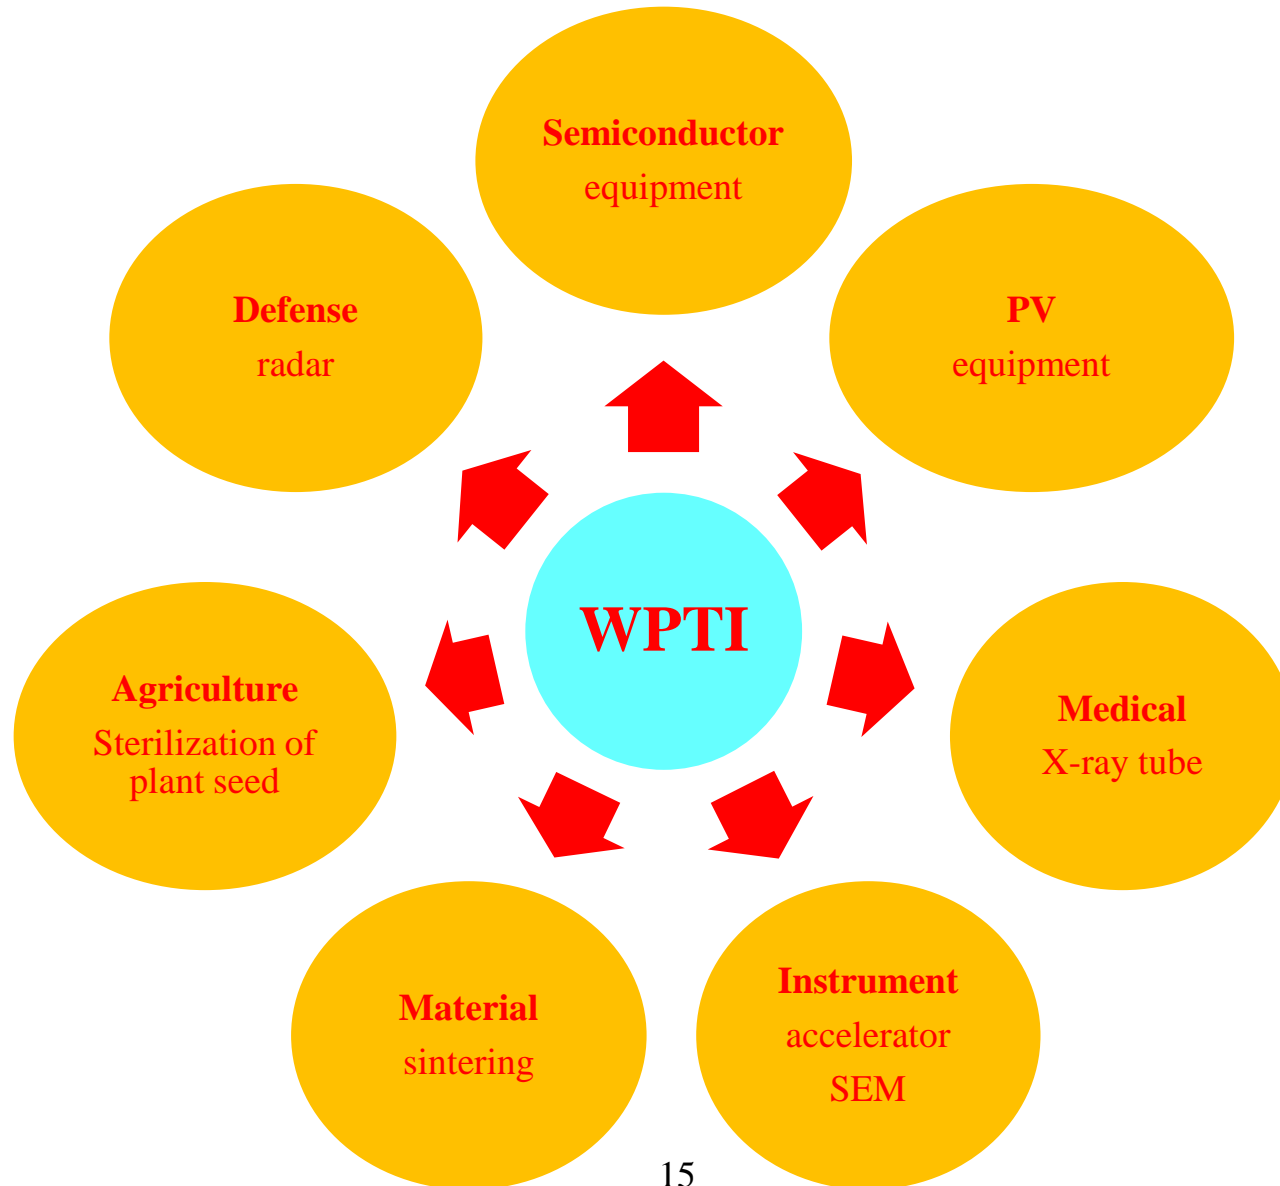 Semiconductor
equipment
Defense
radar
PV
equipment
WPTI
Agriculture
Sterilization of
plant seed
Medical
X-ray tube
Material
sintering
Instrument
accelerator
SEM
15